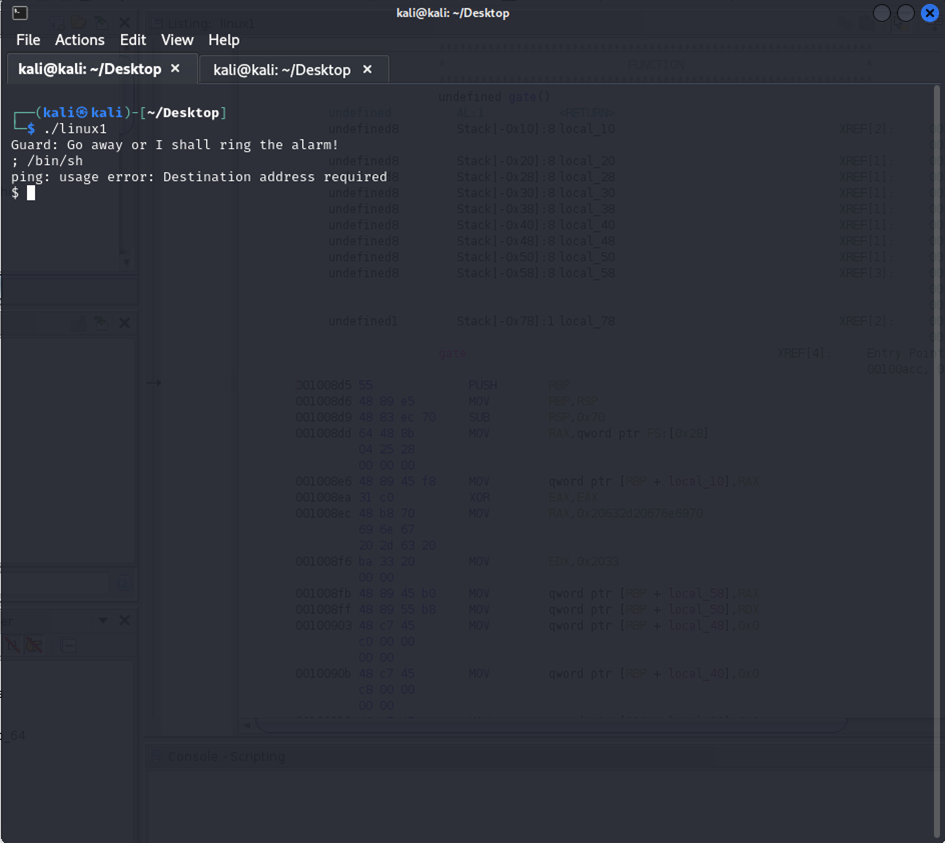 kali@kali: ~/Desktop
File Actions Edit View Help
kali@kali: ~/Desktop × kali@kali: ~/Desktop ×
┌──(kali㉿kali)-[~/Desktop]
└─$ ./linux1
Guard: Go away or I shall ring the alarm!
; /bin/sh
ping: usage error: Destination address required
$
Listing: linux1
FUNCTION
undefined gate()
undefined AL:1 <RETURN>
undefined8 Stack[-0x10]:8 local_10 XREF[2]:
undefined8 Stack[-0x20]:8 local_20 XREF[1]
undefined8 Stack[-0x28]:8 local_28 XREF[1]
undefined8 Stack[-0x30]:8 local_30 XREF[1]
undefined8 Stack[-0x38]:8 local_38 XREF[1]
undefined8 Stack[-0x40]:8 local_40 XREF[1]
undefined8 Stack[-0x48]:8 local_48 XREF[1]
undefined8 Stack[-0x50]:8 local_50 XREF[1]
undefined8 Stack[-0x58]:8 local_58 XREF[3]
undefined1 Stack[-0x78]:1 local_78 XREF[2]:
gate XREF[4]: Entry Poin
00100acc,
001008d5 55 PUSH RBP
001008d6 48 89 e5 MOV RBP,RSP
001008d9 48 83 ec 70 SUB RSP,0x70
001008dd 64 48 8b MOV RAX,qword ptr FS:[0x28]
04 25 28
00 00 00
001008e6 48 89 45 f8 MOV qword ptr [RBP + local_10],RAX
001008ea 31 c0 XOR EAX,EAX
001008ec 48 b8 70 MOV RAX,0x20632d20676e6970
69 6e 67
20 2d 63 20
001008f6 ba 33 20 MOV EDX,0x2033
00 00
001008fb 48 89 45 b0 MOV qword ptr [RBP + local_58],RAX
001008ff 48 89 55 b8 MOV qword ptr [RBP + local_50],RDX
00100903 48 c7 45 MOV qword ptr [RBP + local_48],0x0
c0 00 00
00 00
0010090b 48 c7 45 MOV qword ptr [RBP + local_40],0x0
c8 00 00
00 00
64
Console - Scripting